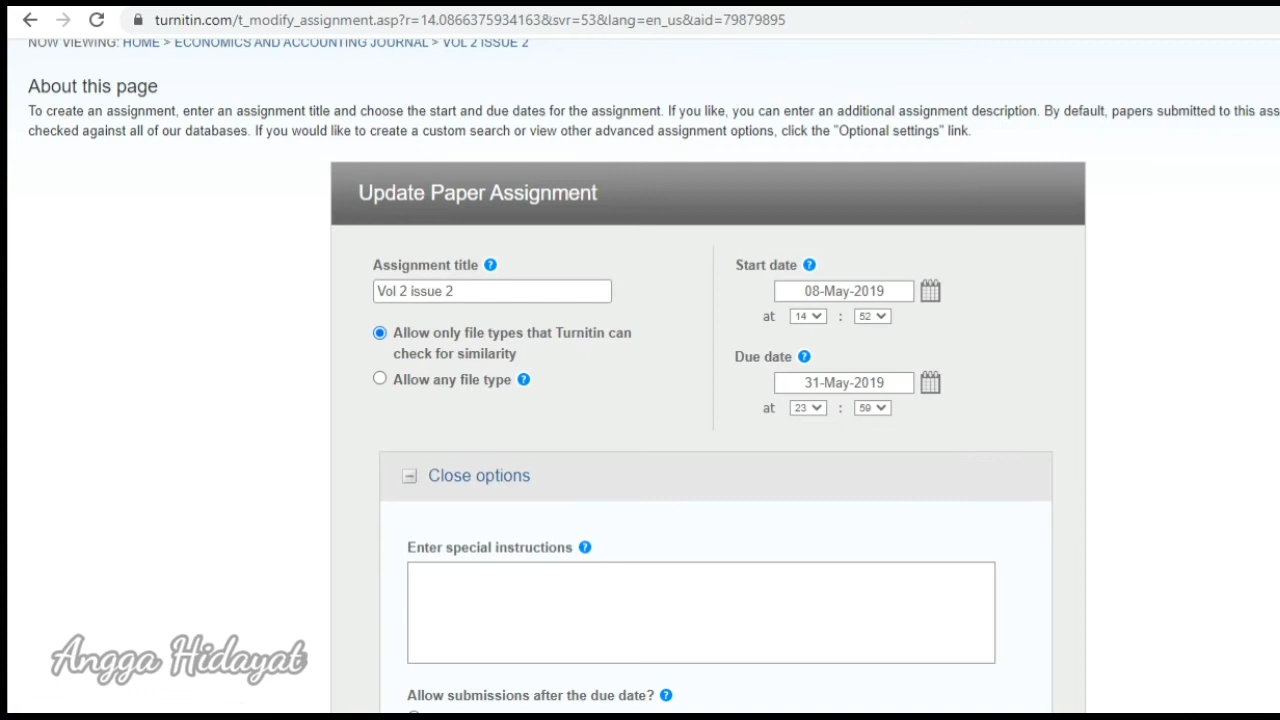 turnitin.com/t_modify_assignment.asp?r=14.0866375934163&svr=53&lang=en_us&aid=79879895
NOW VIEWING: HOME > ECONOMICS AND ACCOUNTING JOURNAL > VOL 2 ISSUE 2
About this page
To create an assignment, enter an assignment title and choose the start and due dates for the assignment. If you like, you can enter an additional assignment description. By default, papers submitted to this ass
checked against all of our databases. If you would like to create a custom search or view other advanced assignment options, click the "Optional settings" link.
Update Paper Assignment
Assignment title ?
Vol 2 issue 2
Allow only file types that Turnitin can
check for similarity
Allow any file type ?
Start date ?
08-May-2019
at 14 : 52
Due date ?
31-May-2019
at 23 : 59
Close options
Enter special instructions ?
Allow submissions after the due date? ?
Angga Hidayat